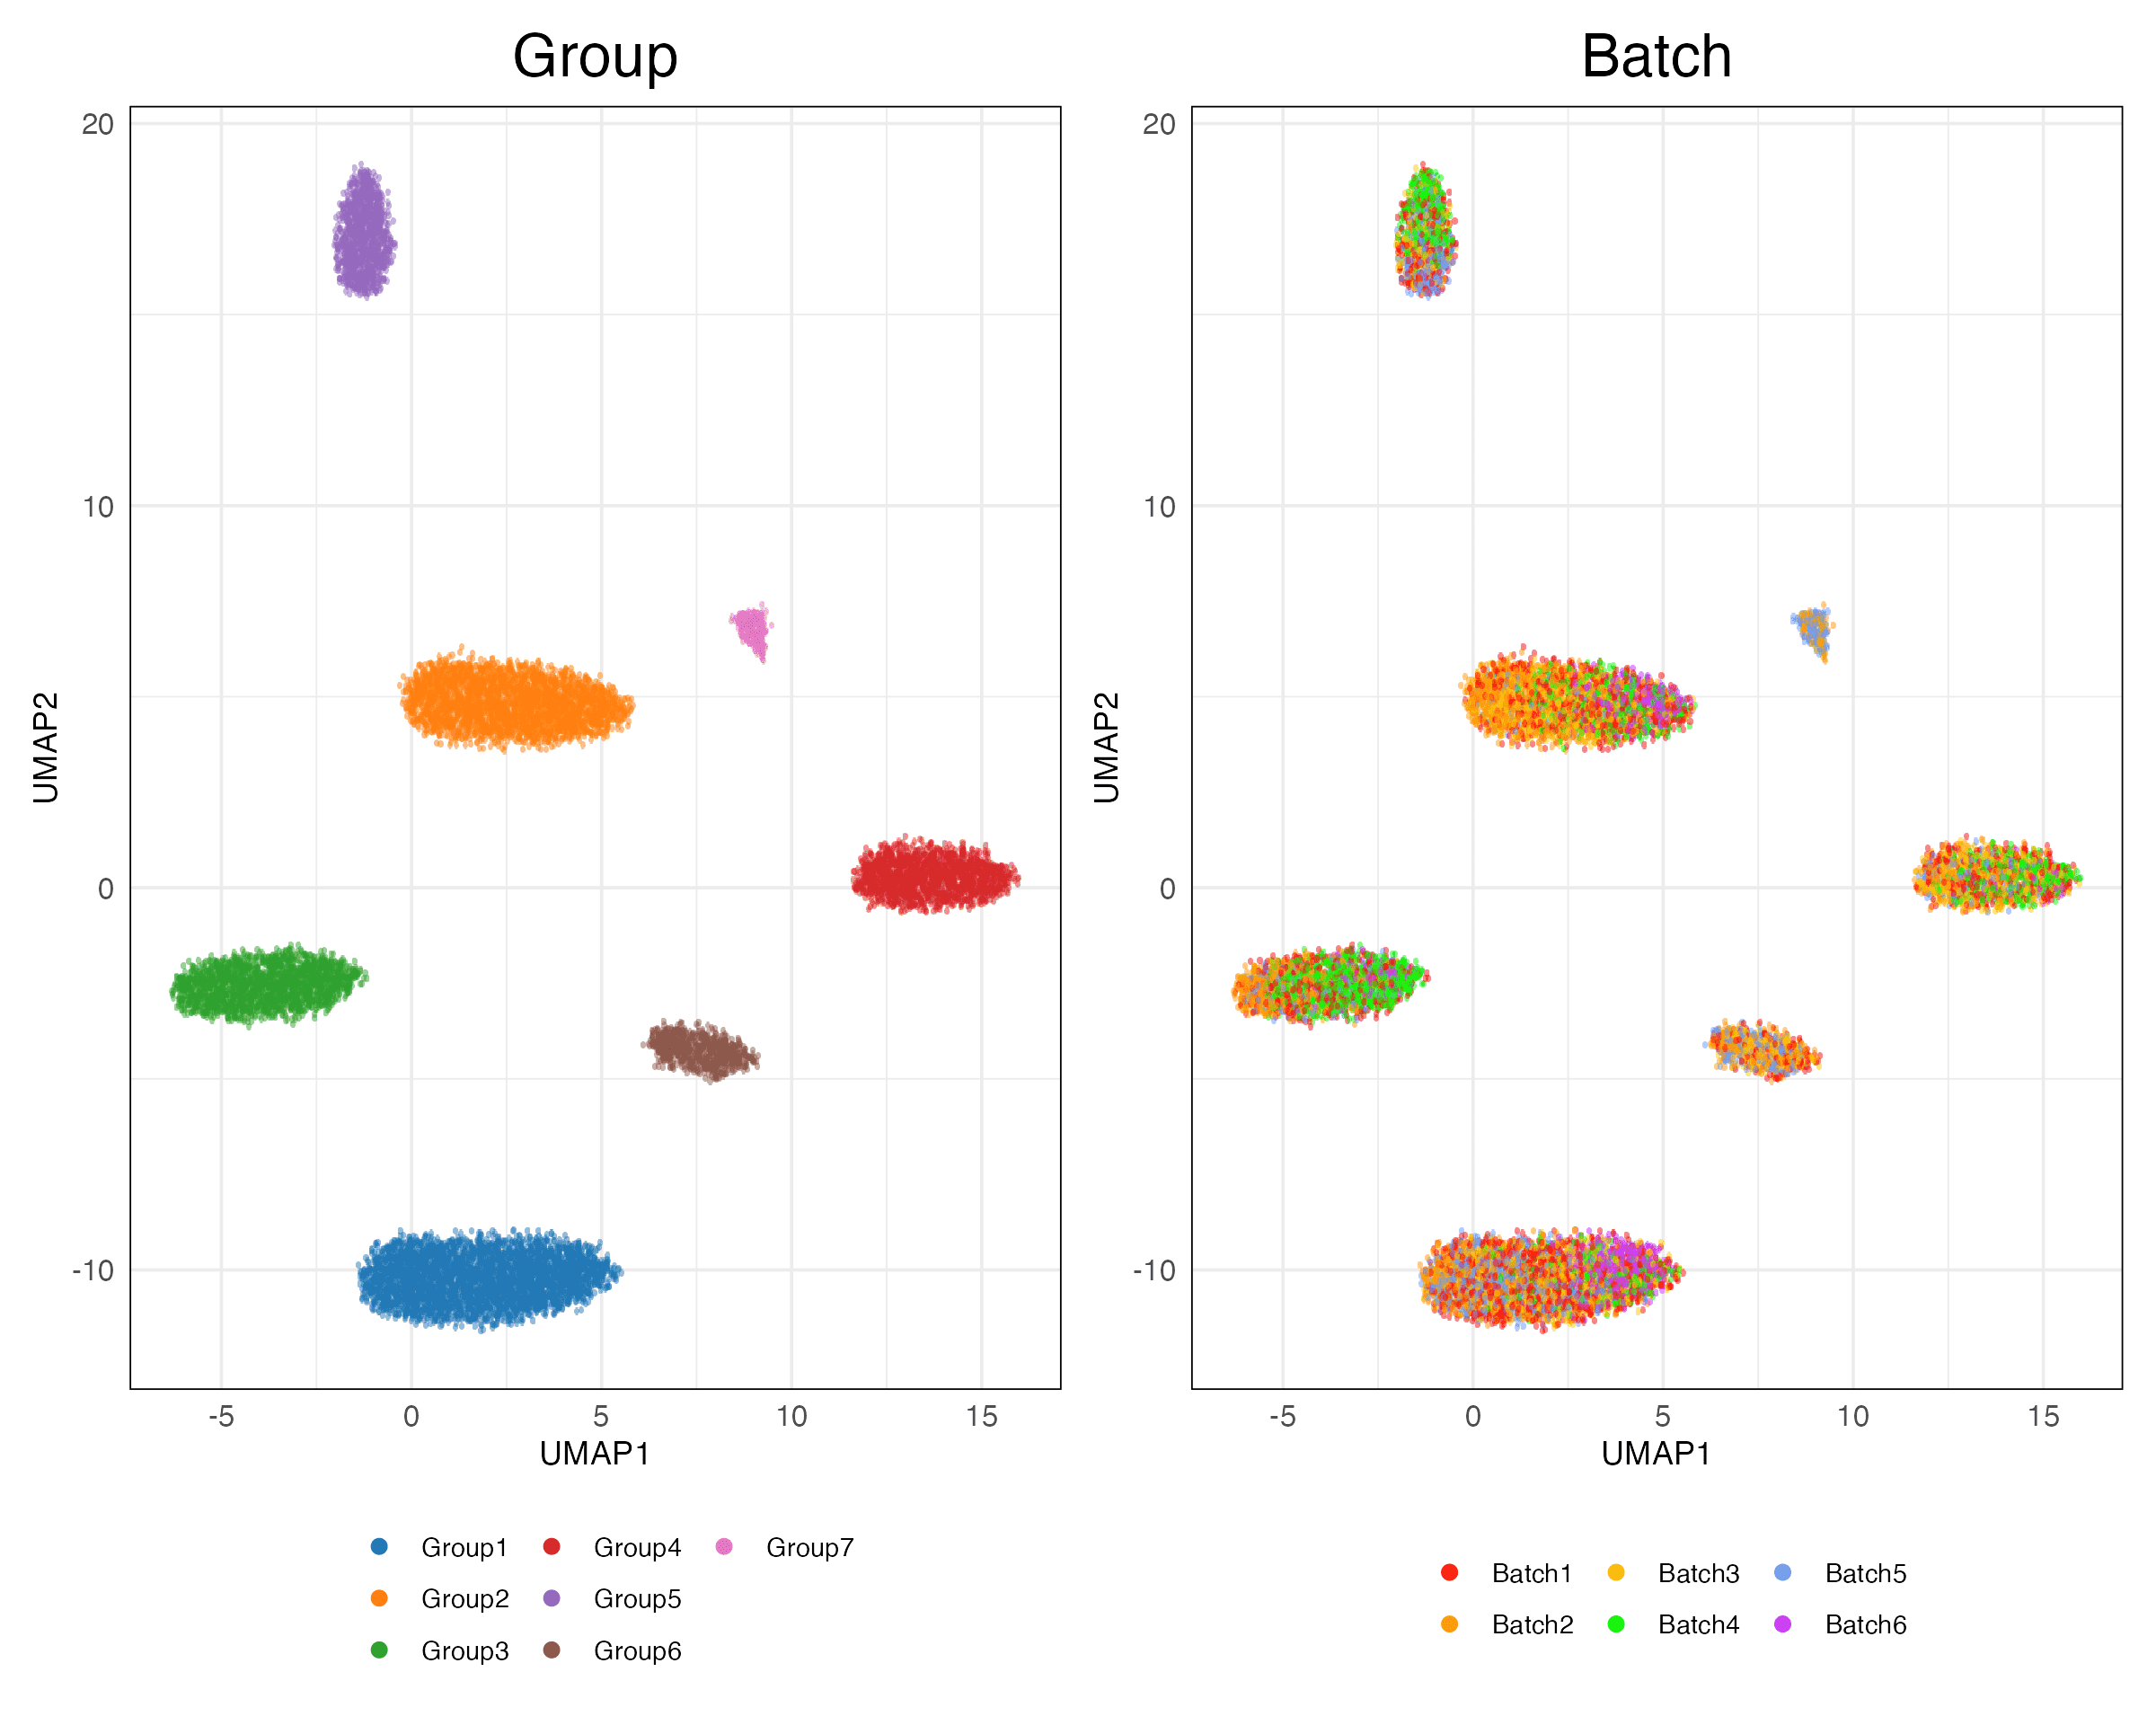 Group
Batch
20
10
0
-10
UMAP2
-5 0 5 10 15
UMAP1
20
10
0
-10
UMAP2
-5 0 5 10 15
UMAP1
Group1 Group4 Group7
Group2 Group5
Group3 Group6
Batch1 Batch3 Batch5
Batch2 Batch4 Batch6